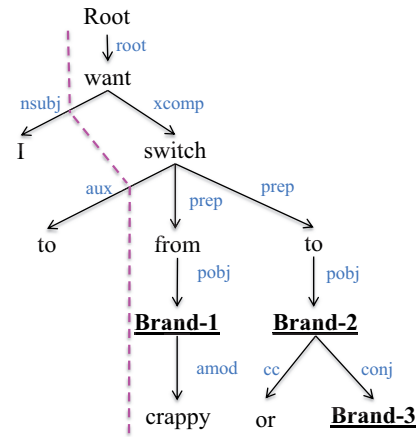 Root
root
want
nsubj xcomp
I switch
aux prep prep
to from to
pobj pobj
Brand-1 Brand-2
amod cc conj
crappy or Brand-3